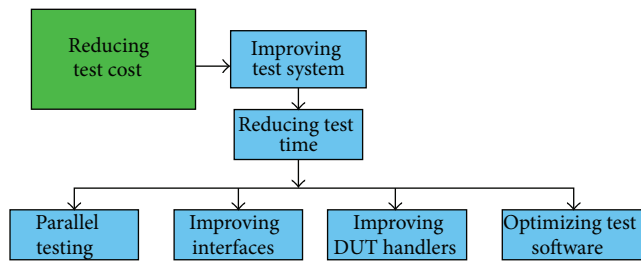 Reducing
test cost
Improving
test system
Reducing test
time
Parallel
testing
Improving
interfaces
Improving
DUT handlers
Optimizing test
software